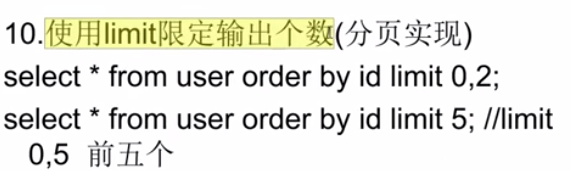 10.使用limit限定输出个数(分页实现)
select * from user order by id limit 0,2;
select * from user order by id limit 5; //limit
0,5 前五个